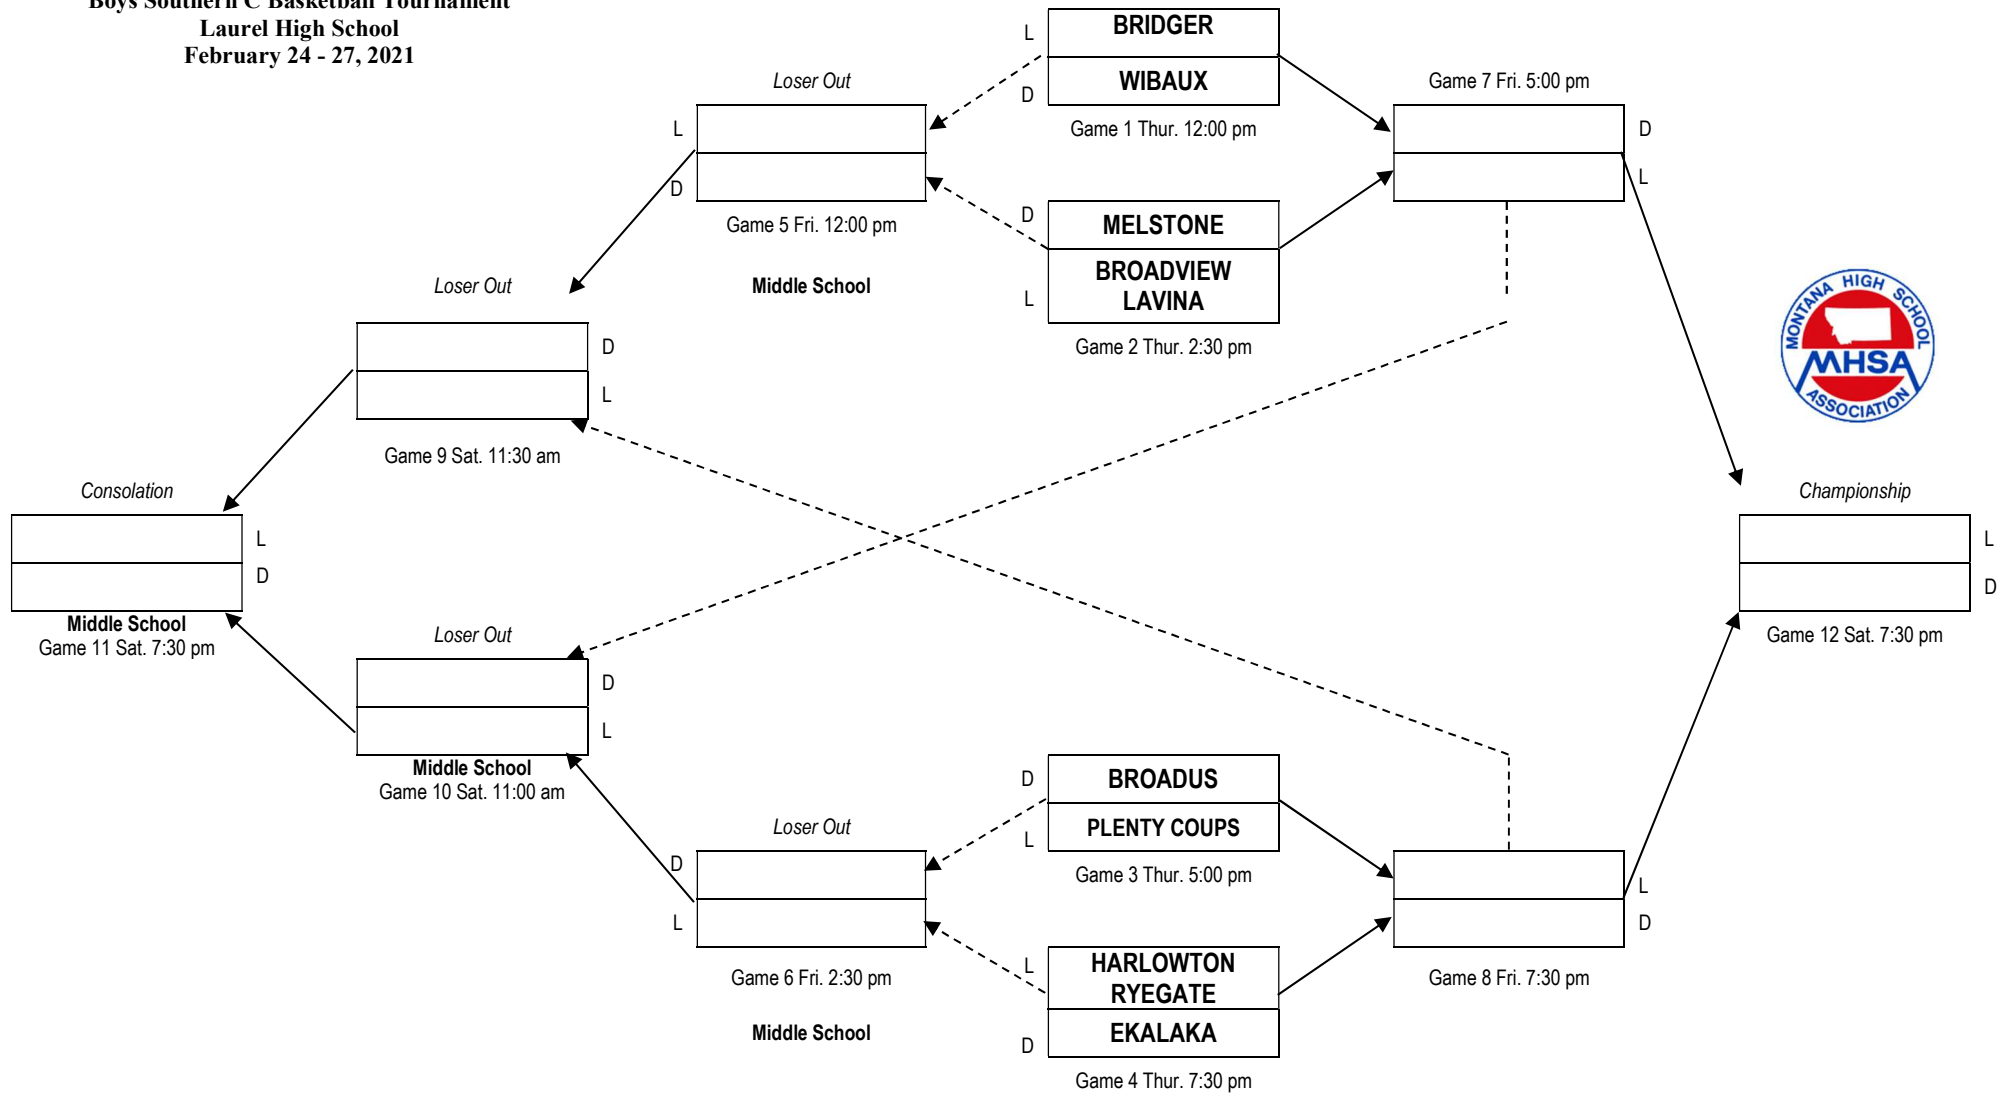 Boys Southern C Basketball Tournament
Laurel High School
February 24 - 27, 2021
L
BRIDGER
D
WIBAUX
Game 1 Thur. 12:00 pm
D
MELSTONE
L
BROADVIEW
LAVINA
Game 2 Thur. 2:30 pm
Loser Out
L
D
Game 5 Fri. 12:00 pm
Middle School
Game 7 Fri. 5:00 pm
D
L
Loser Out
D
L
Game 9 Sat. 11:30 am
MONTANA HIGH SCHOOL
MHSA
ASSOCIATION
Consolation
L
D
Middle School
Game 11 Sat. 7:30 pm
Championship
L
D
Game 12 Sat. 7:30 pm
Loser Out
D
L
Middle School
Game 10 Sat. 11:00 am
Loser Out
D
L
Game 6 Fri. 2:30 pm
Middle School
D
BROADUS
L
PLENTY COUPS
Game 3 Thur. 5:00 pm
L
HARLOWTON
RYEGATE
D
EKALAKA
Game 4 Thur. 7:30 pm
L
D
Game 8 Fri. 7:30 pm